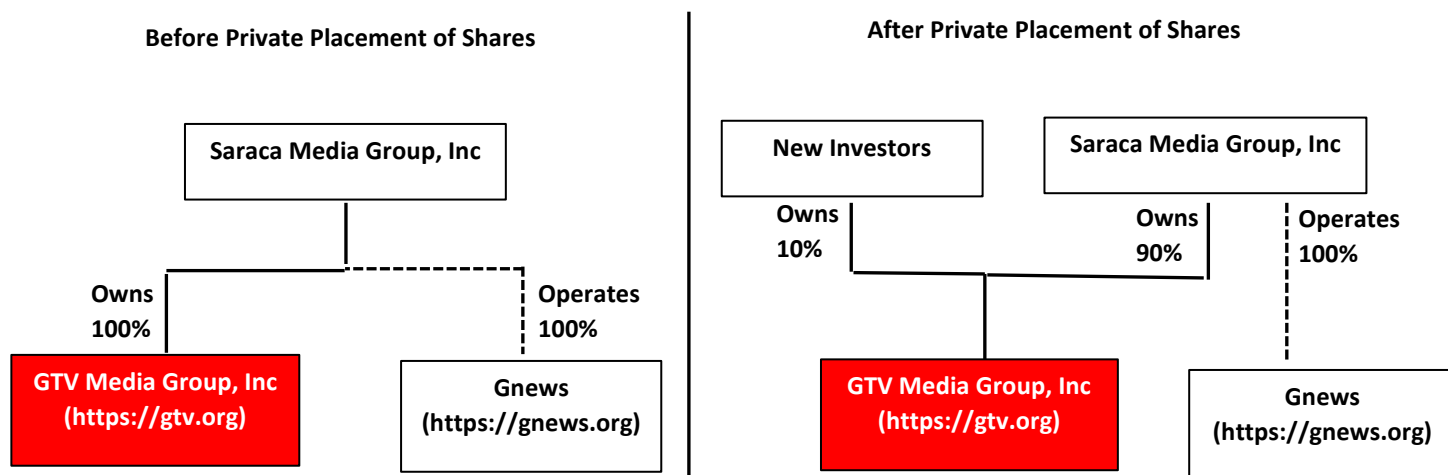 Before Private Placement of Shares
Saraca Media Group, Inc
Owns
100%
Operates
100%
GTV Media Group, Inc
(https://gtv.org)
Gnews
(https://gnews.org)
After Private Placement of Shares
New Investors
Saraca Media Group, Inc
Owns
10%
Owns
90%
Operates
100%
GTV Media Group, Inc
(https://gtv.org)
Gnews
(https://gnews.org)